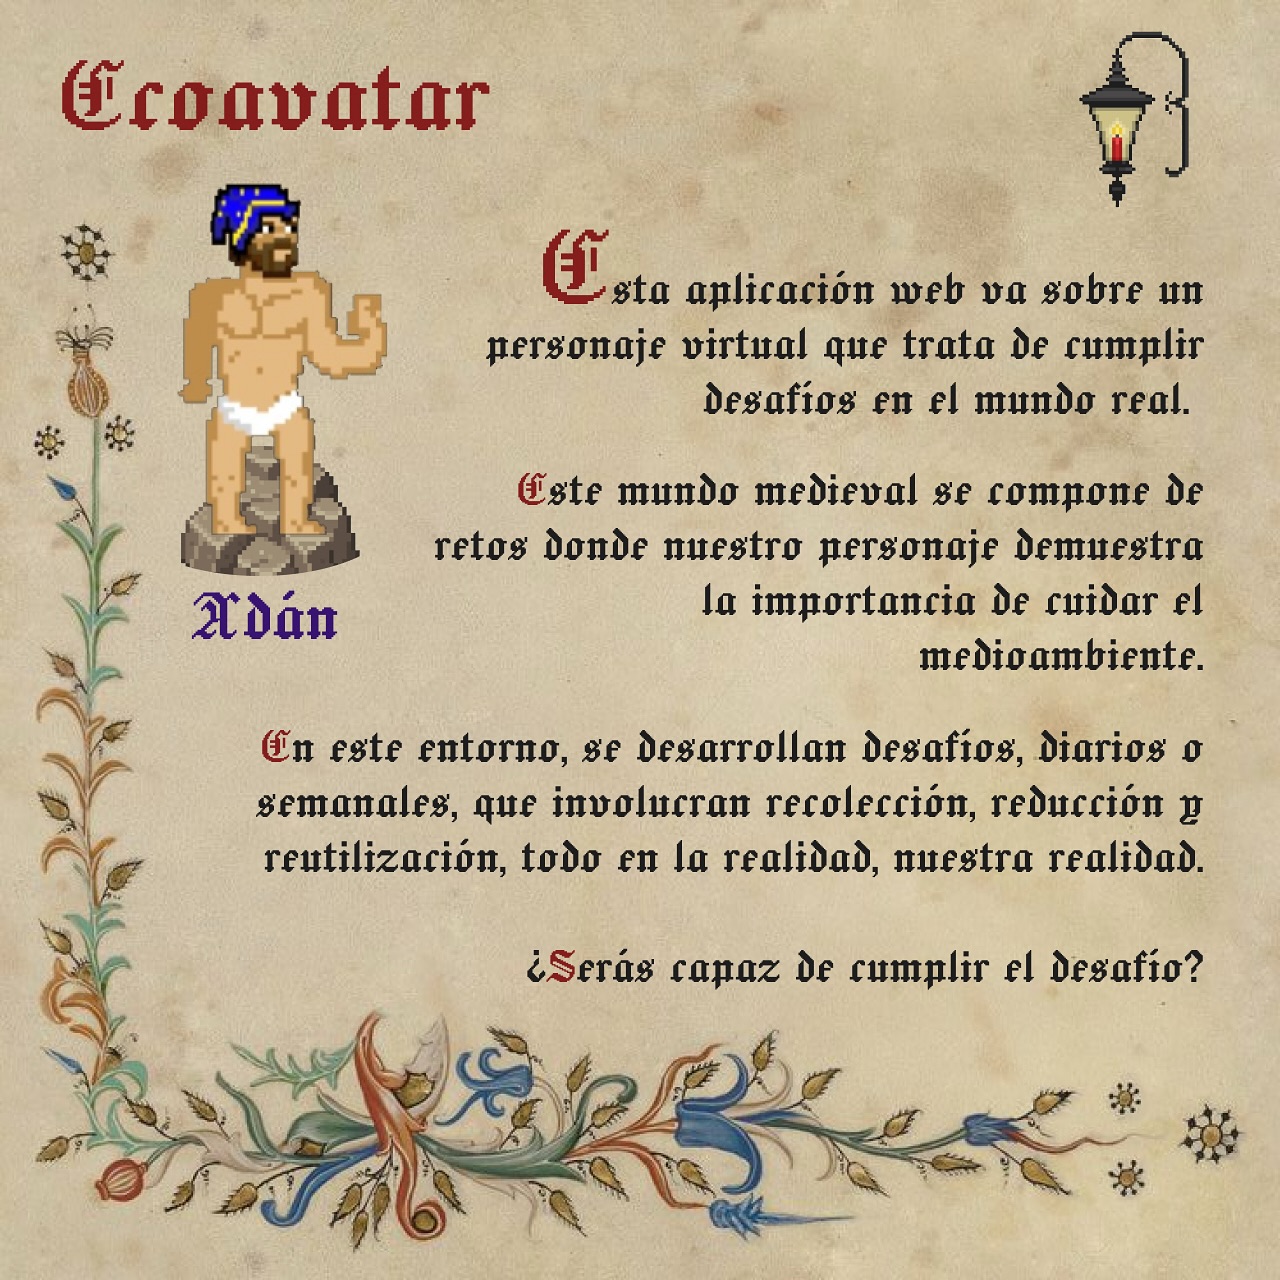 Ecoavatar
Esta aplicación web va sobre un
personaje virtual que trata de cumplir
desafíos en el mundo real.
Este mundo medieval se compone de
retos donde nuestro personaje demuestra
la importancia de cuidar el
medioambiente.
Adán
En este entorno, se desarrollan desafíos, diarios o
semanales, que involucran recolección, reducción y
reutilización, todo en la realidad, nuestra realidad.
¿Serás capaz de cumplir el desafío?